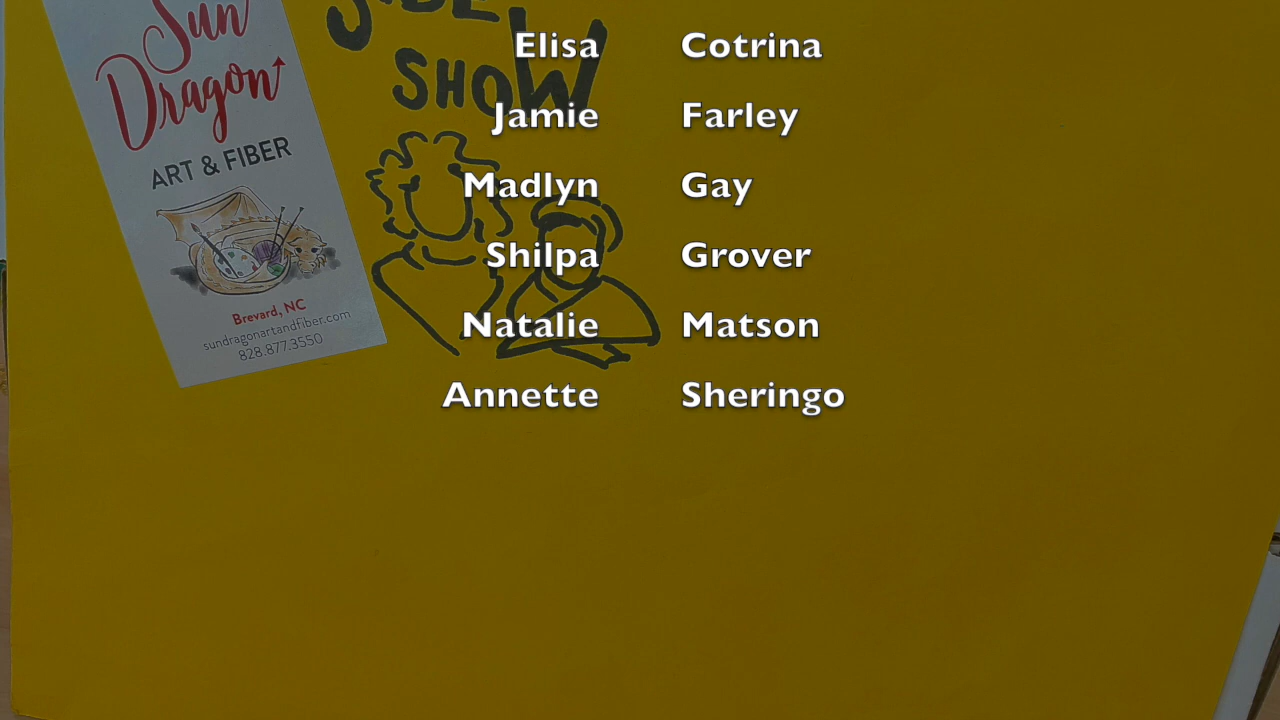 Sun
Dragon
ART & FIBER
Brevard, NC
sundragonartandfiber.com
828.877.3550
SIDE
SHOW
Elisa Cotrina
Jamie Farley
Madlyn Gay
Shilpa Grover
Natalie Matson
Annette Sheringo